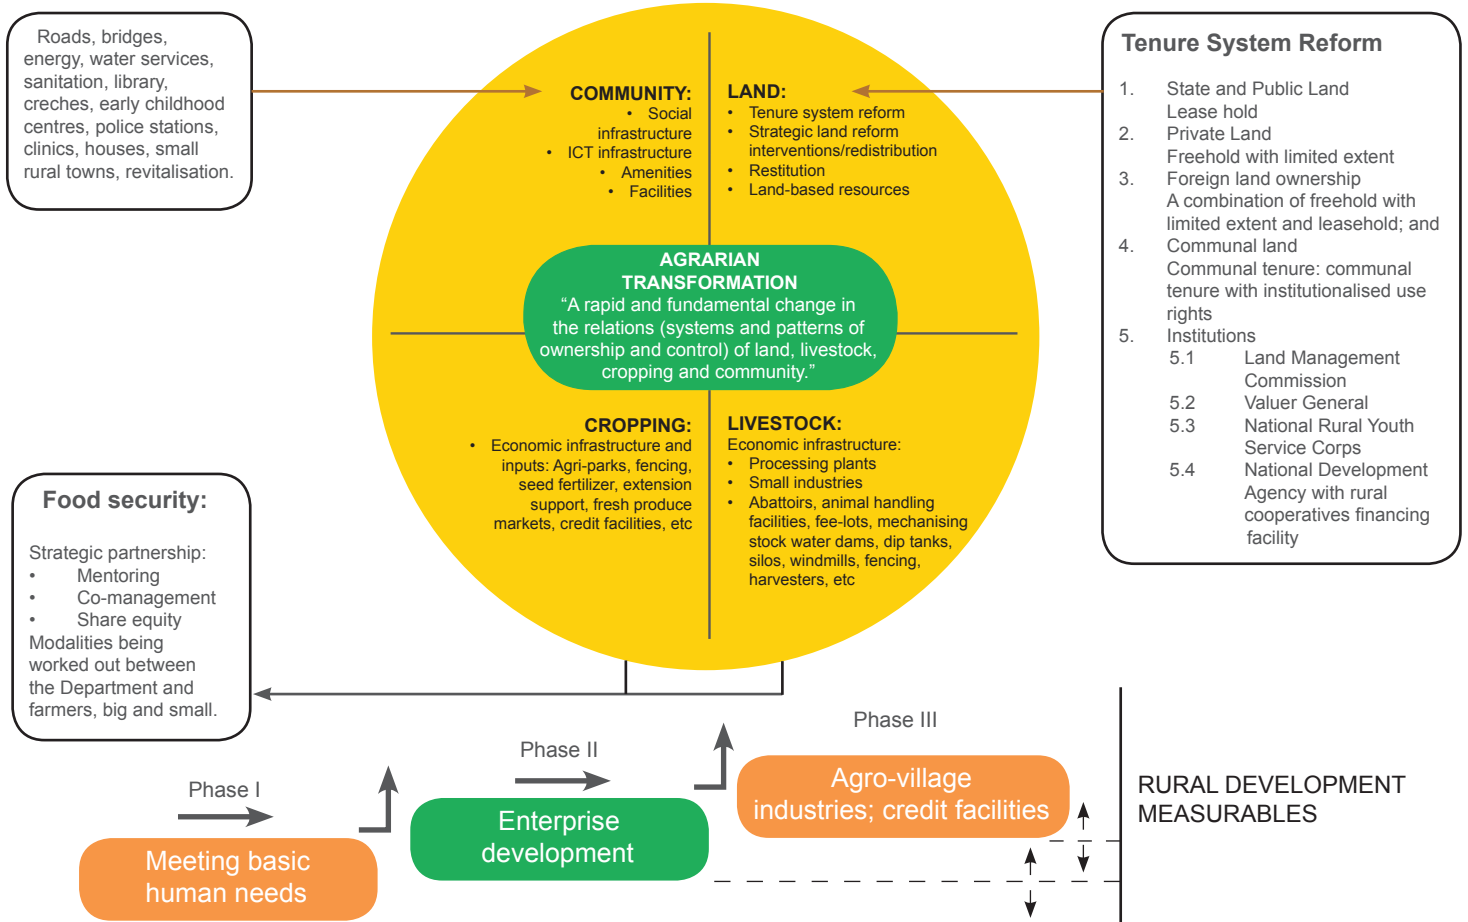 Roads, bridges,
energy, water services,
sanitation, library,
creches, early childhood
centres, police stations,
clinics, houses, small
rural towns, revitalisation.
COMMUNITY:
• Social
infrastructure
• ICT infrastructure
• Amenities
• Facilities
LAND:
• Tenure system reform
• Strategic land reform
interventions/redistribution
• Restitution
• Land-based resources
Tenure System Reform
1. State and Public Land
Lease hold
2. Private Land
Freehold with limited extent
3. Foreign land ownership
A combination of freehold with
limited extent and leasehold; and
4. Communal land
Communal tenure: communal
tenure with institutionalised use
rights
5. Institutions
5.1 Land Management
Commission
5.2 Valuer General
5.3 National Rural Youth
Service Corps
5.4 National Development
Agency with rural
cooperatives financing
facility
AGRARIAN
TRANSFORMATION
“A rapid and fundamental change in
the relations (systems and patterns of
ownership and control) of land, livestock,
cropping and community.”
CROPPING:
• Economic infrastructure and
inputs: Agri-parks, fencing,
seed fertilizer, extension
support, fresh produce
markets, credit facilities, etc
LIVESTOCK:
Economic infrastructure:
• Processing plants
• Small industries
• Abattoirs, animal handling
facilities, fee-lots, mechanising
stock water dams, dip tanks,
silos, windmills, fencing,
harvesters, etc
Food security:
Strategic partnership:
• Mentoring
• Co-management
• Share equity
Modalities being
worked out between
the Department and
farmers, big and small.
Phase I
Meeting basic
human needs
Phase II
Enterprise
development
Phase III
Agro-village
industries; credit facilities
RURAL DEVELOPMENT
MEASURABLES